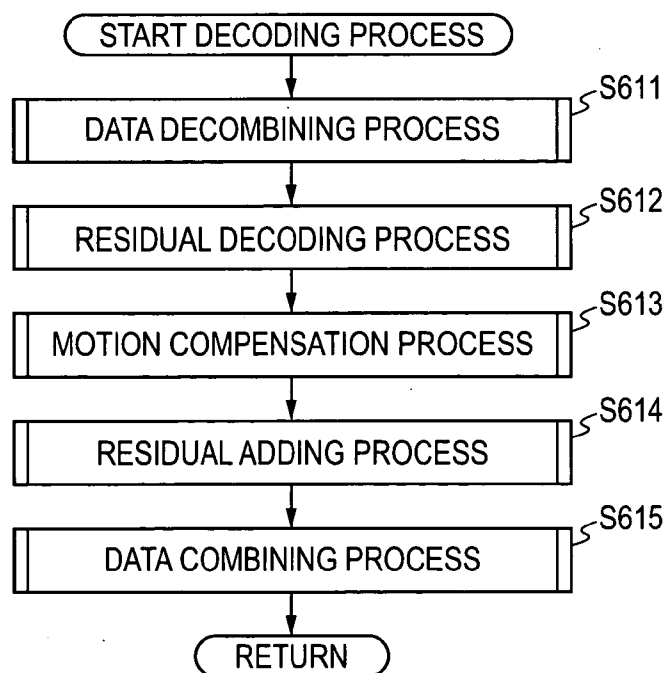 START DECODING PROCESS
S611
DATA DECOMBINING PROCESS
S612
RESIDUAL DECODING PROCESS
S613
MOTION COMPENSATION PROCESS
S614
RESIDUAL ADDING PROCESS
S615
DATA COMBINING PROCESS
RETURN